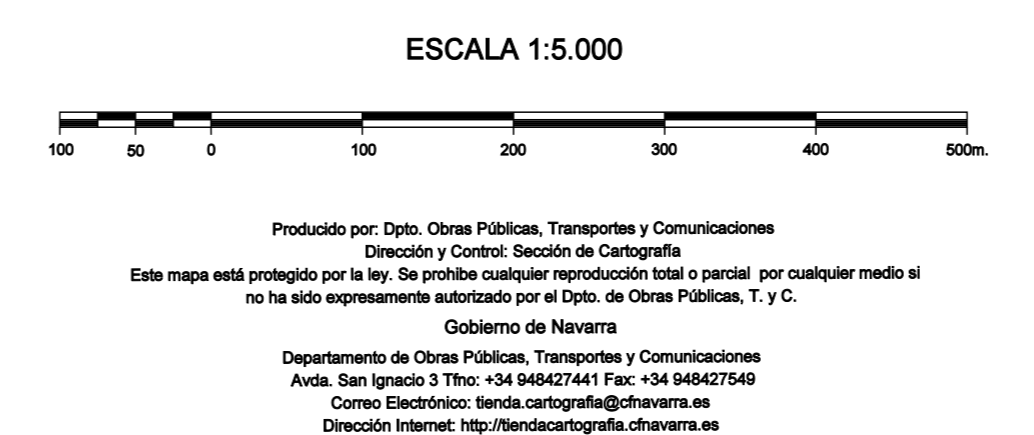 ESCALA 1:5.000
100 50 0 100 200 300 400 500m.
Producido por: Dpto. Obras Públicas, Transportes y Comunicaciones
Dirección y Control: Sección de Cartografía
Este mapa está protegido por la ley. Se prohibe cualquier reproducción total o parcial por cualquier medio si
no ha sido expresamente autorizado por el Dpto. de Obras Públicas, T. y C.
Gobierno de Navarra
Departamento de Obras Públicas, Transportes y Comunicaciones
Avda. San Ignacio 3 Tfno: +34 948427441 Fax: +34 948427549
Correo Electrónico: tienda.cartografia@cfnavarra.es
Dirección Internet: http://tiendacartografia.cfnavarra.es